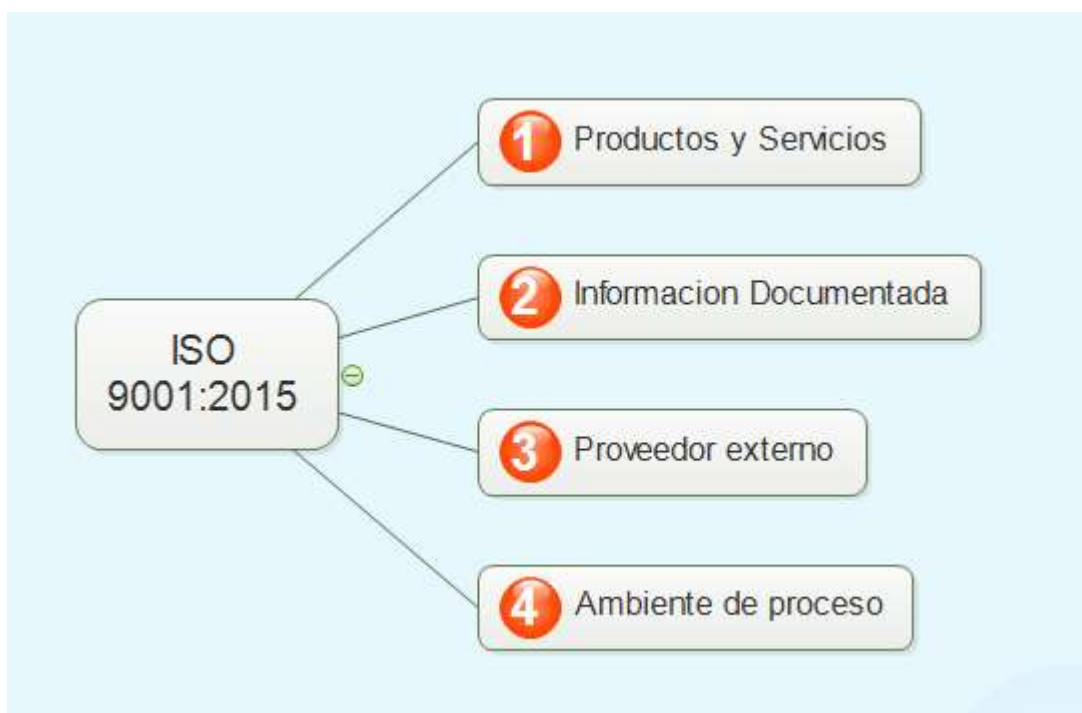 ISO
9001:2015
1 Productos y Servicios
2 Informacion Documentada
3 Proveedor externo
4 Ambiente de proceso